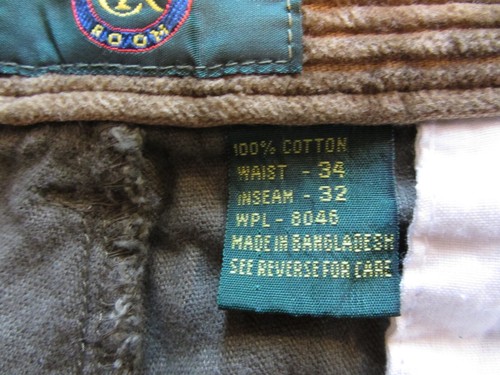 ROOM
100% COTTON
WAIST - 34
INSEAM - 32
WPL - 8046
MADE IN BANGLADESH
SEE REVERSE FOR CARE